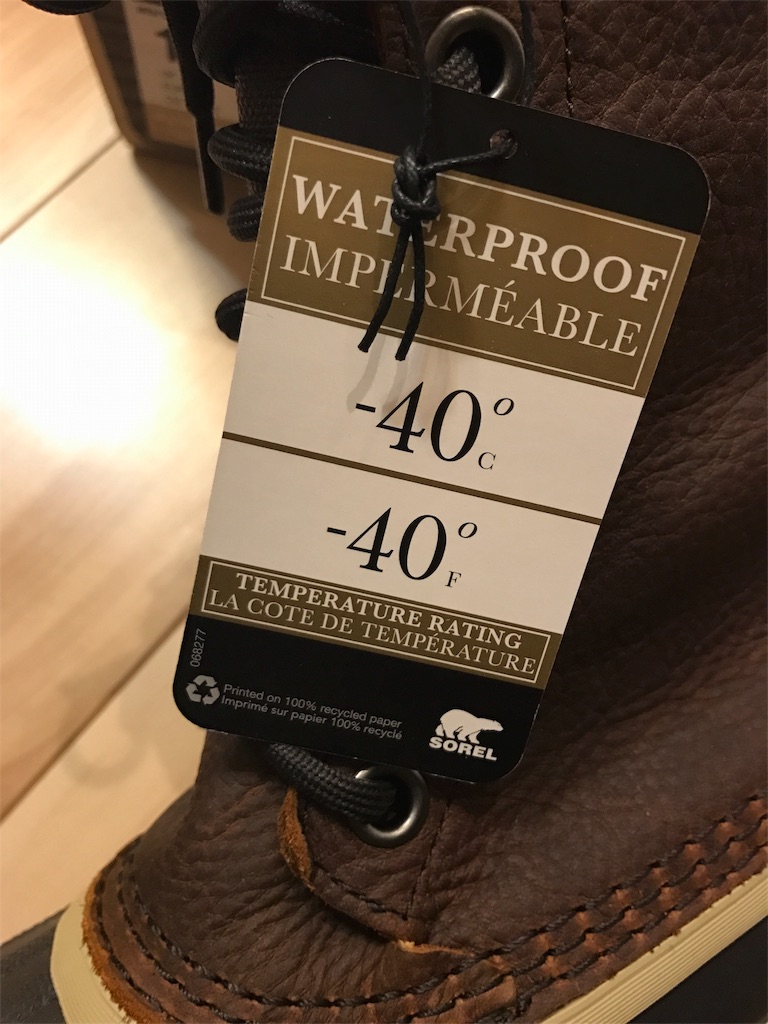 WATERPROOF
IMPERMÉABLE
-40°C
-40°F
TEMPERATURE RATING
LA COTE DE TEMPÉRATURE
068277
Printed on 100% recycled paper
Imprimé sur papier 100% recyclé
SOREL